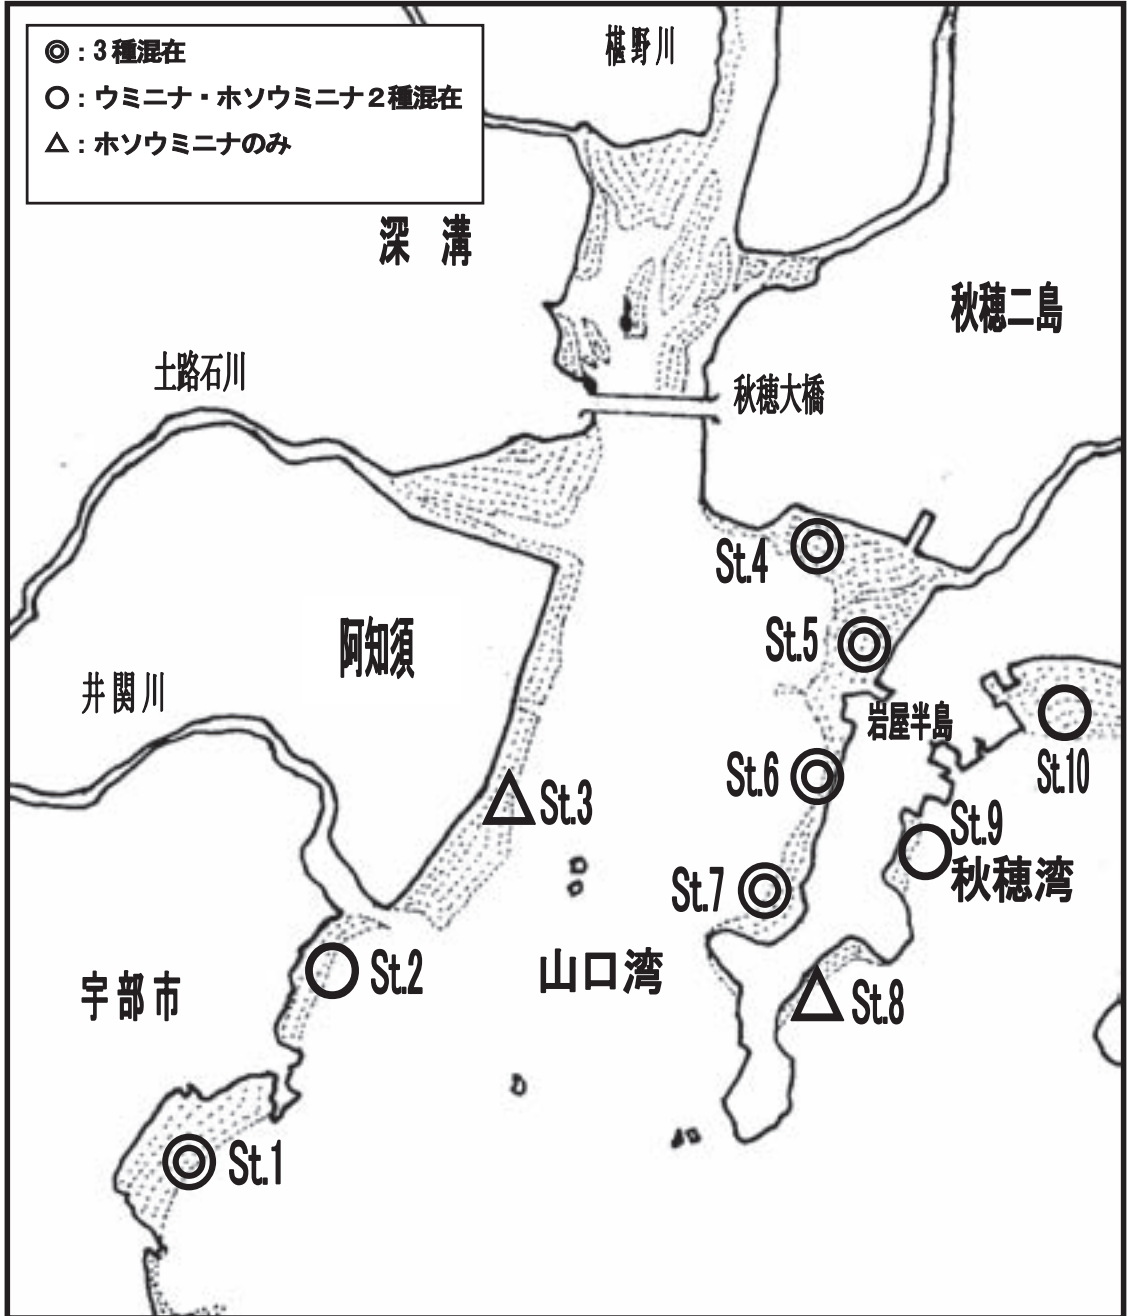 ◎：3種混在
○：ウミニナ・ホソウミニナ2種混在
△：ホソウミニナのみ
椹野川
深溝
秋穂二島
土路石川
秋穂大橋
St.4
阿知須
St.5
井関川
岩屋半島
St.6
St.10
St.3
St.9
St.7
秋穂湾
山口湾
St.2
宇部市
St.8
St.1